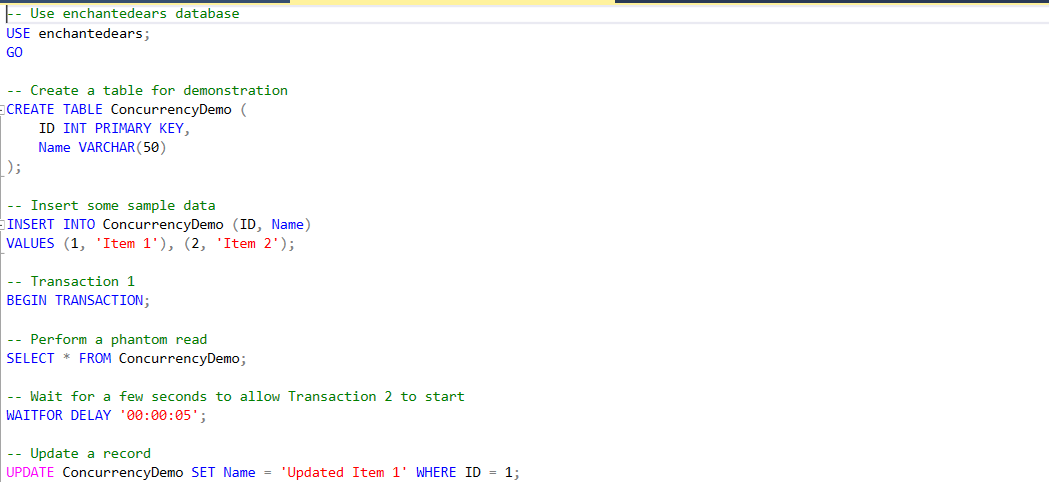 -- Use enchantedears database
USE enchantedears;
GO
-- Create a table for demonstration
CREATE TABLE ConcurrencyDemo (
    ID INT PRIMARY KEY,
    Name VARCHAR(50)
);
-- Insert some sample data
INSERT INTO ConcurrencyDemo (ID, Name)
VALUES (1, 'Item 1'), (2, 'Item 2');
-- Transaction 1
BEGIN TRANSACTION;
-- Perform a phantom read
SELECT * FROM ConcurrencyDemo;
-- Wait for a few seconds to allow Transaction 2 to start
WAITFOR DELAY '00:00:05';
-- Update a record
UPDATE ConcurrencyDemo SET Name = 'Updated Item 1' WHERE ID = 1;